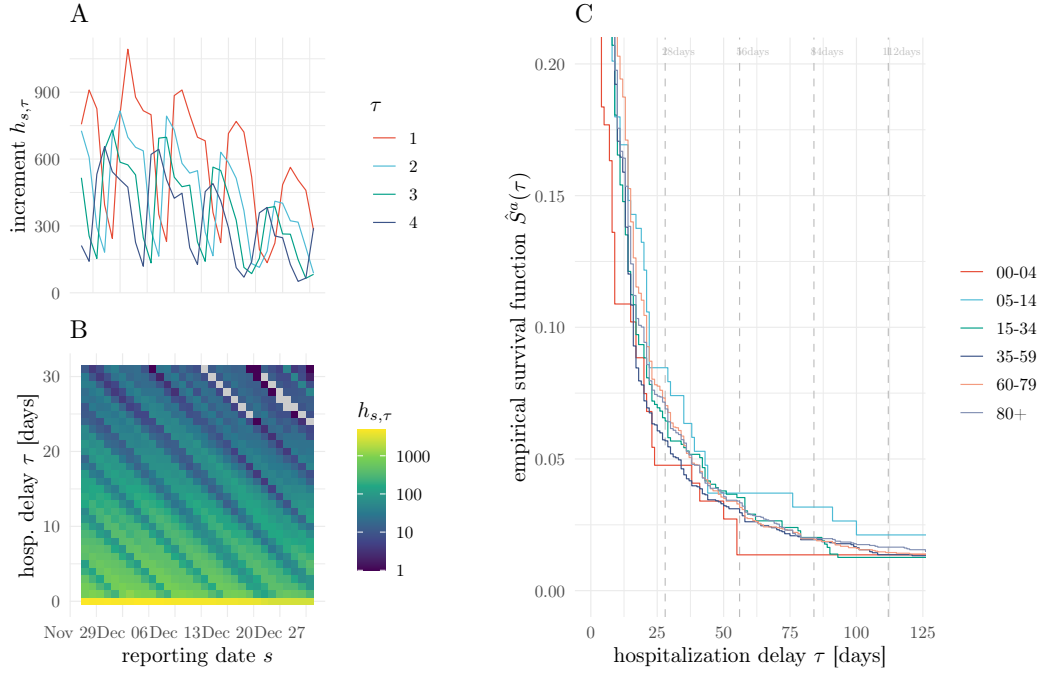 A
increment h_{s,τ}
900
600
300
0
τ
1
2
3
4
B
hosp. delay τ [days]
30
20
10
0
Nov 29 Dec 06 Dec 13 Dec 20 Dec 27
reporting date s
h_{s,τ}
1000
100
10
1
C
empirical survival function Ŝ^a(τ)
0.20
0.15
0.10
0.05
0.00
28days
84days
112days
0 25 50 75 100 125
hospitalization delay τ [days]
00-04
05-14
15-34
35-59
60-79
80+